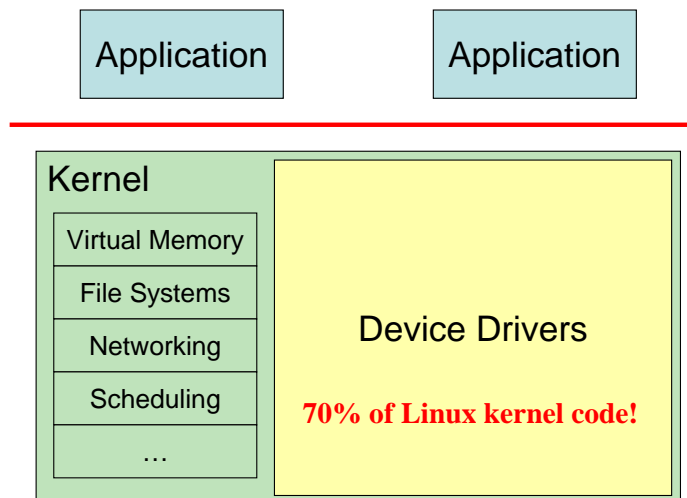 Application
Application
Kernel
Virtual Memory
File Systems
Networking
Scheduling
…
Device Drivers
70% of Linux kernel code!